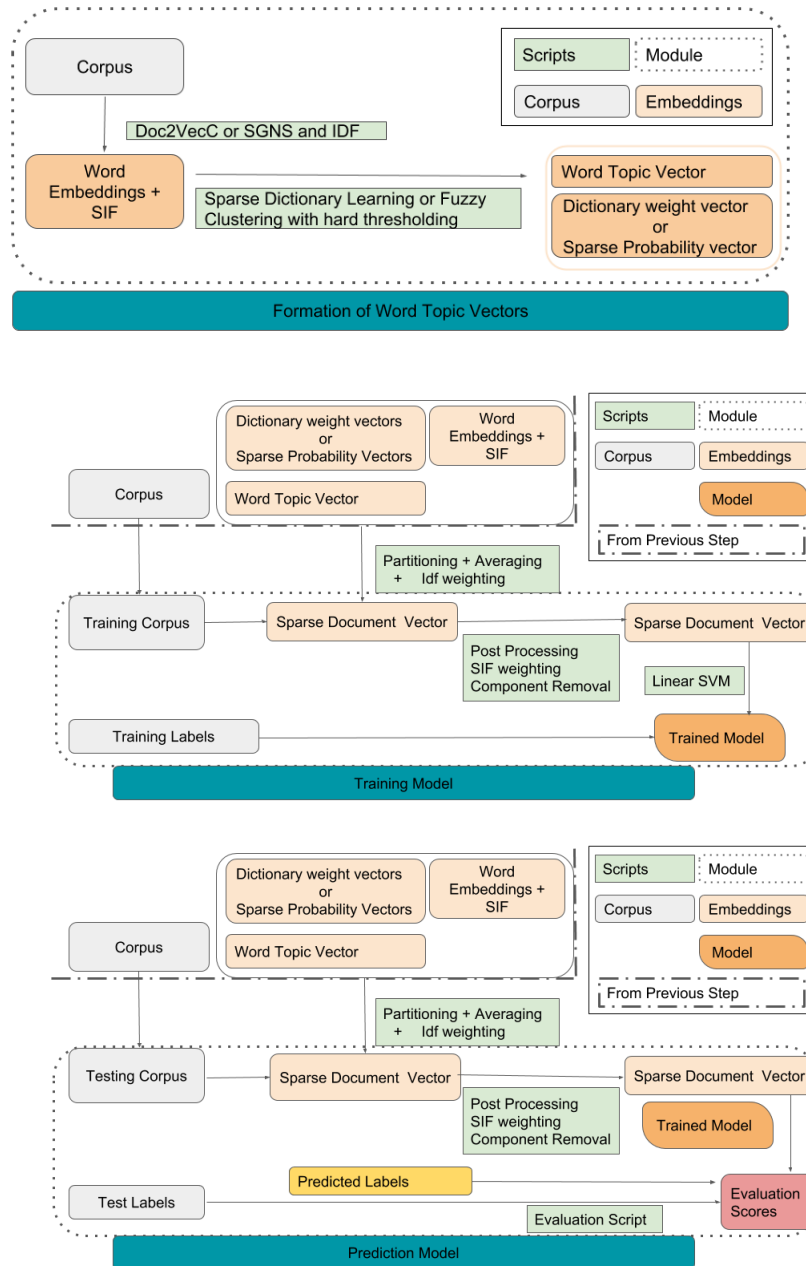 Corpus
Scripts
Module
Corpus
Embeddings
Doc2VecC or SGNS and IDF
Word
Embeddings +
SIF
Sparse Dictionary Learning or Fuzzy
Clustering with hard thresholding
Word Topic Vector
Dictionary weight vector
or
Sparse Probability vector
Formation of Word Topic Vectors
Dictionary weight vectors
or
Sparse Probability Vectors
Word
Embeddings +
SIF
Word Topic Vector
Corpus
Scripts
Module
Corpus
Embeddings
Model
From Previous Step
Partitioning + Averaging
+ Idf weighting
Training Corpus
Sparse Document Vector
Sparse Document Vector
Post Processing
SIF weighting
Component Removal
Linear SVM
Training Labels
Trained Model
Training Model
Dictionary weight vectors
or
Sparse Probability Vectors
Word
Embeddings +
SIF
Word Topic Vector
Corpus
Scripts
Module
Corpus
Embeddings
Model
From Previous Step
Partitioning + Averaging
+ Idf weighting
Testing Corpus
Sparse Document Vector
Sparse Document Vector
Post Processing
SIF weighting
Component Removal
Trained Model
Predicted Labels
Test Labels
Evaluation Script
Evaluation
Scores
Prediction Model